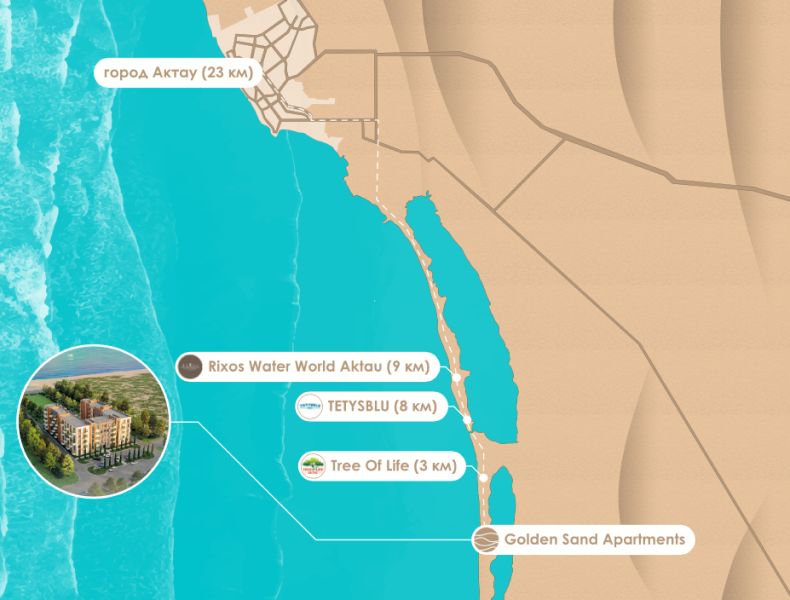 город Актау (23 км)
Rixos Water World Aktau (9 км)
TETYSBLU (8 км)
Tree Of Life (3 км)
Golden Sand Apartments